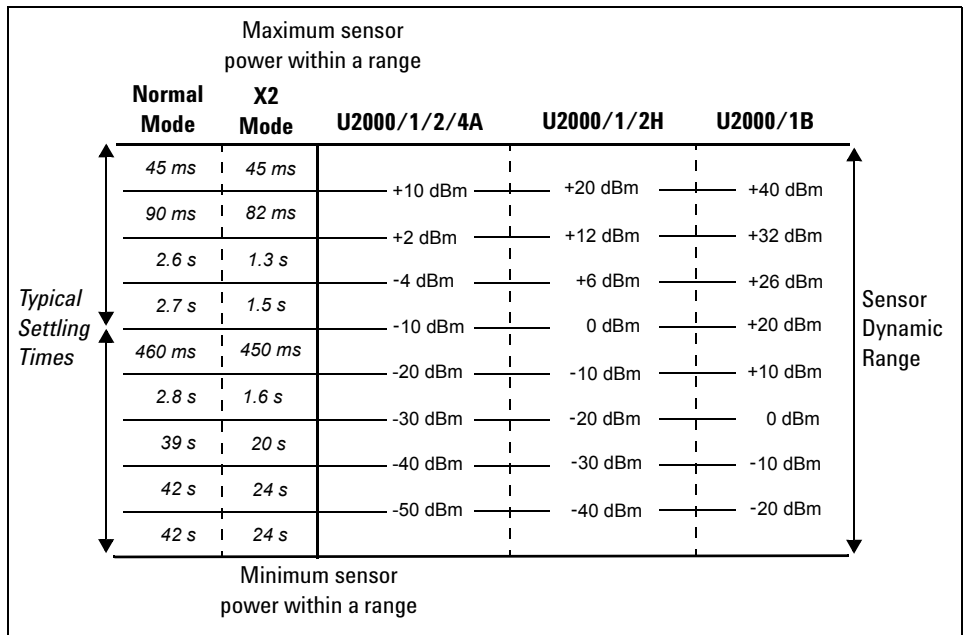 Maximum sensor
power within a range
Normal Mode X2 Mode U2000/1/2/4A U2000/1/2H U2000/1B
45 ms 45 ms
+10 dBm +20 dBm +40 dBm
90 ms 82 ms
+2 dBm +12 dBm +32 dBm
2.6 s 1.3 s
-4 dBm +6 dBm +26 dBm
2.7 s 1.5 s
-10 dBm 0 dBm +20 dBm
460 ms 450 ms
-20 dBm -10 dBm +10 dBm
2.8 s 1.6 s
-30 dBm -20 dBm 0 dBm
39 s 20 s
-40 dBm -30 dBm -10 dBm
42 s 24 s
-50 dBm -40 dBm -20 dBm
42 s 24 s
Typical
Settling
Times
Sensor
Dynamic
Range
Minimum sensor
power within a range